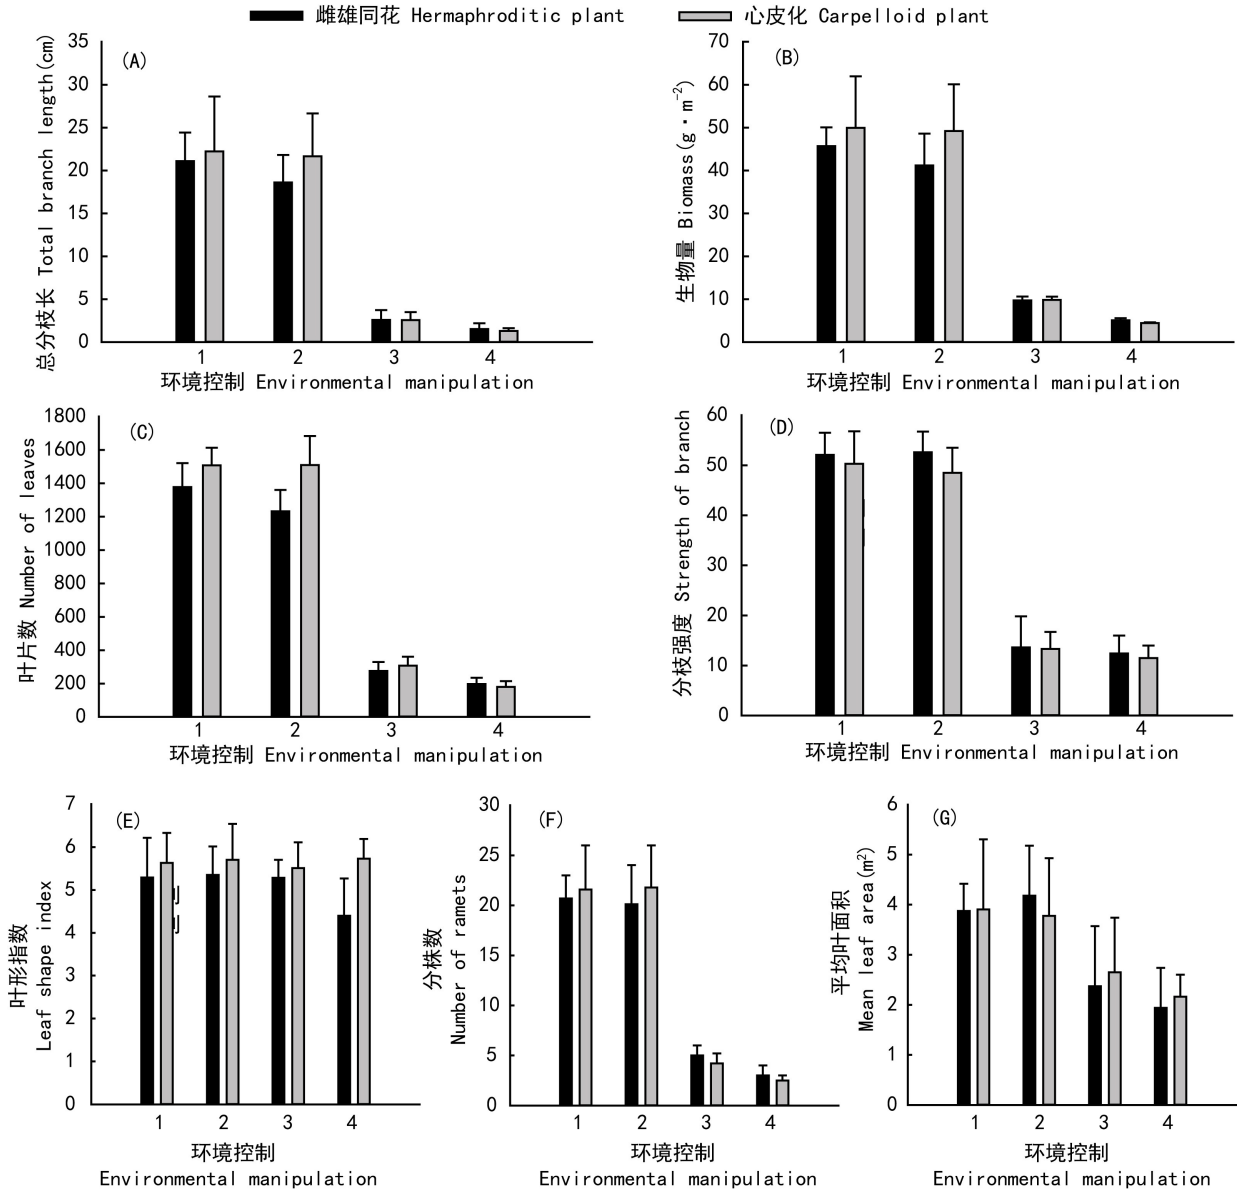 雌雄同花 Hermaphroditic plant 心皮化 Carpelloid plant
(A)
总分枝长 Total branch length(cm)
35
30
25
20
15
10
5
0
1 2 3 4
环境控制 Environmental manipulation
(B)
生物量 Biomass(g·m⁻²)
70
60
50
40
30
20
10
0
1 2 3 4
环境控制 Environmental manipulation
(C)
叶片数 Number of leaves
1800
1600
1400
1200
1000
800
600
400
200
0
1 2 3 4
环境控制 Environmental manipulation
(D)
分枝强度 Strength of branch
60
50
40
30
20
10
0
1 2 3 4
环境控制 Environmental manipulation
(E)
叶形指数
Leaf shape index
7
6
5
4
3
2
1
0
1 2 3 4
环境控制
Environmental manipulation
(F)
分株数
Number of ramets
30
25
20
15
10
5
0
1 2 3 4
环境控制
Environmental manipulation
(G)
平均叶面积
Mean leaf area(m²)
6
5
4
3
2
1
0
1 2 3 4
环境控制
Environmental manipulation